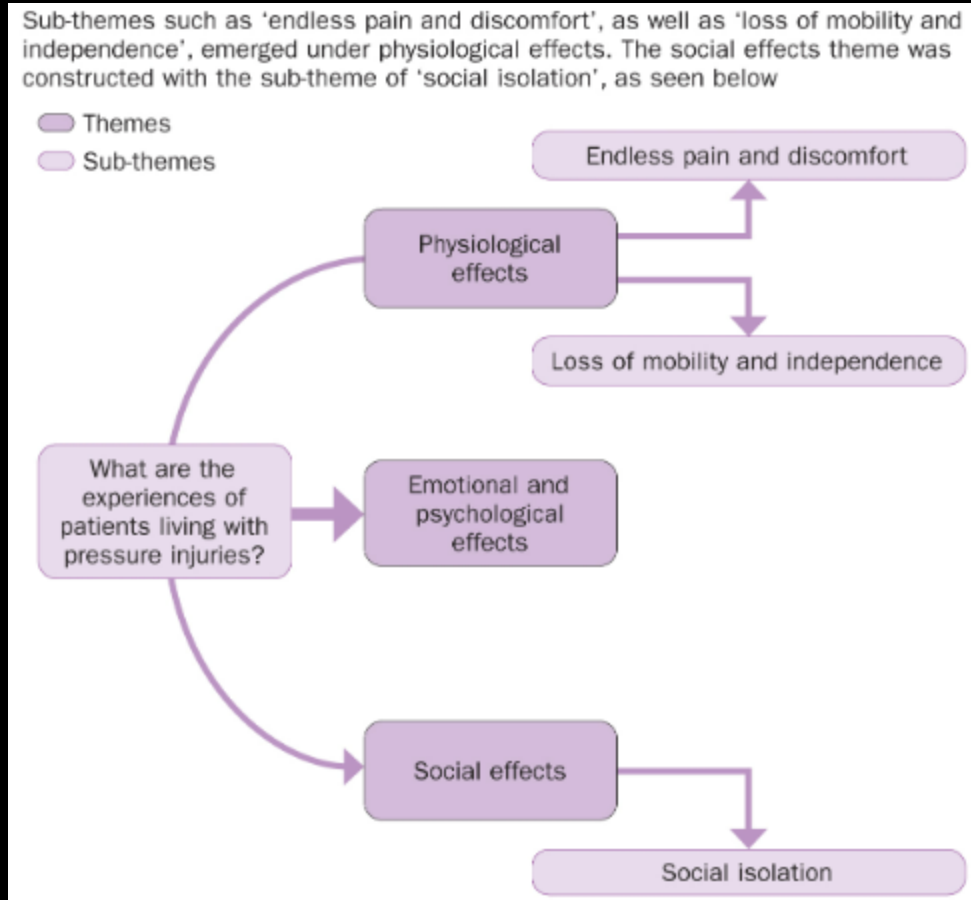 Sub-themes such as ‘endless pain and discomfort’, as well as ‘loss of mobility and
independence’, emerged under physiological effects. The social effects theme was
constructed with the sub-theme of ‘social isolation’, as seen below
Themes
Sub-themes
Endless pain and discomfort
Physiological
effects
Loss of mobility and independence
What are the
experiences of
patients living with
pressure injuries?
Emotional and
psychological
effects
Social effects
Social isolation